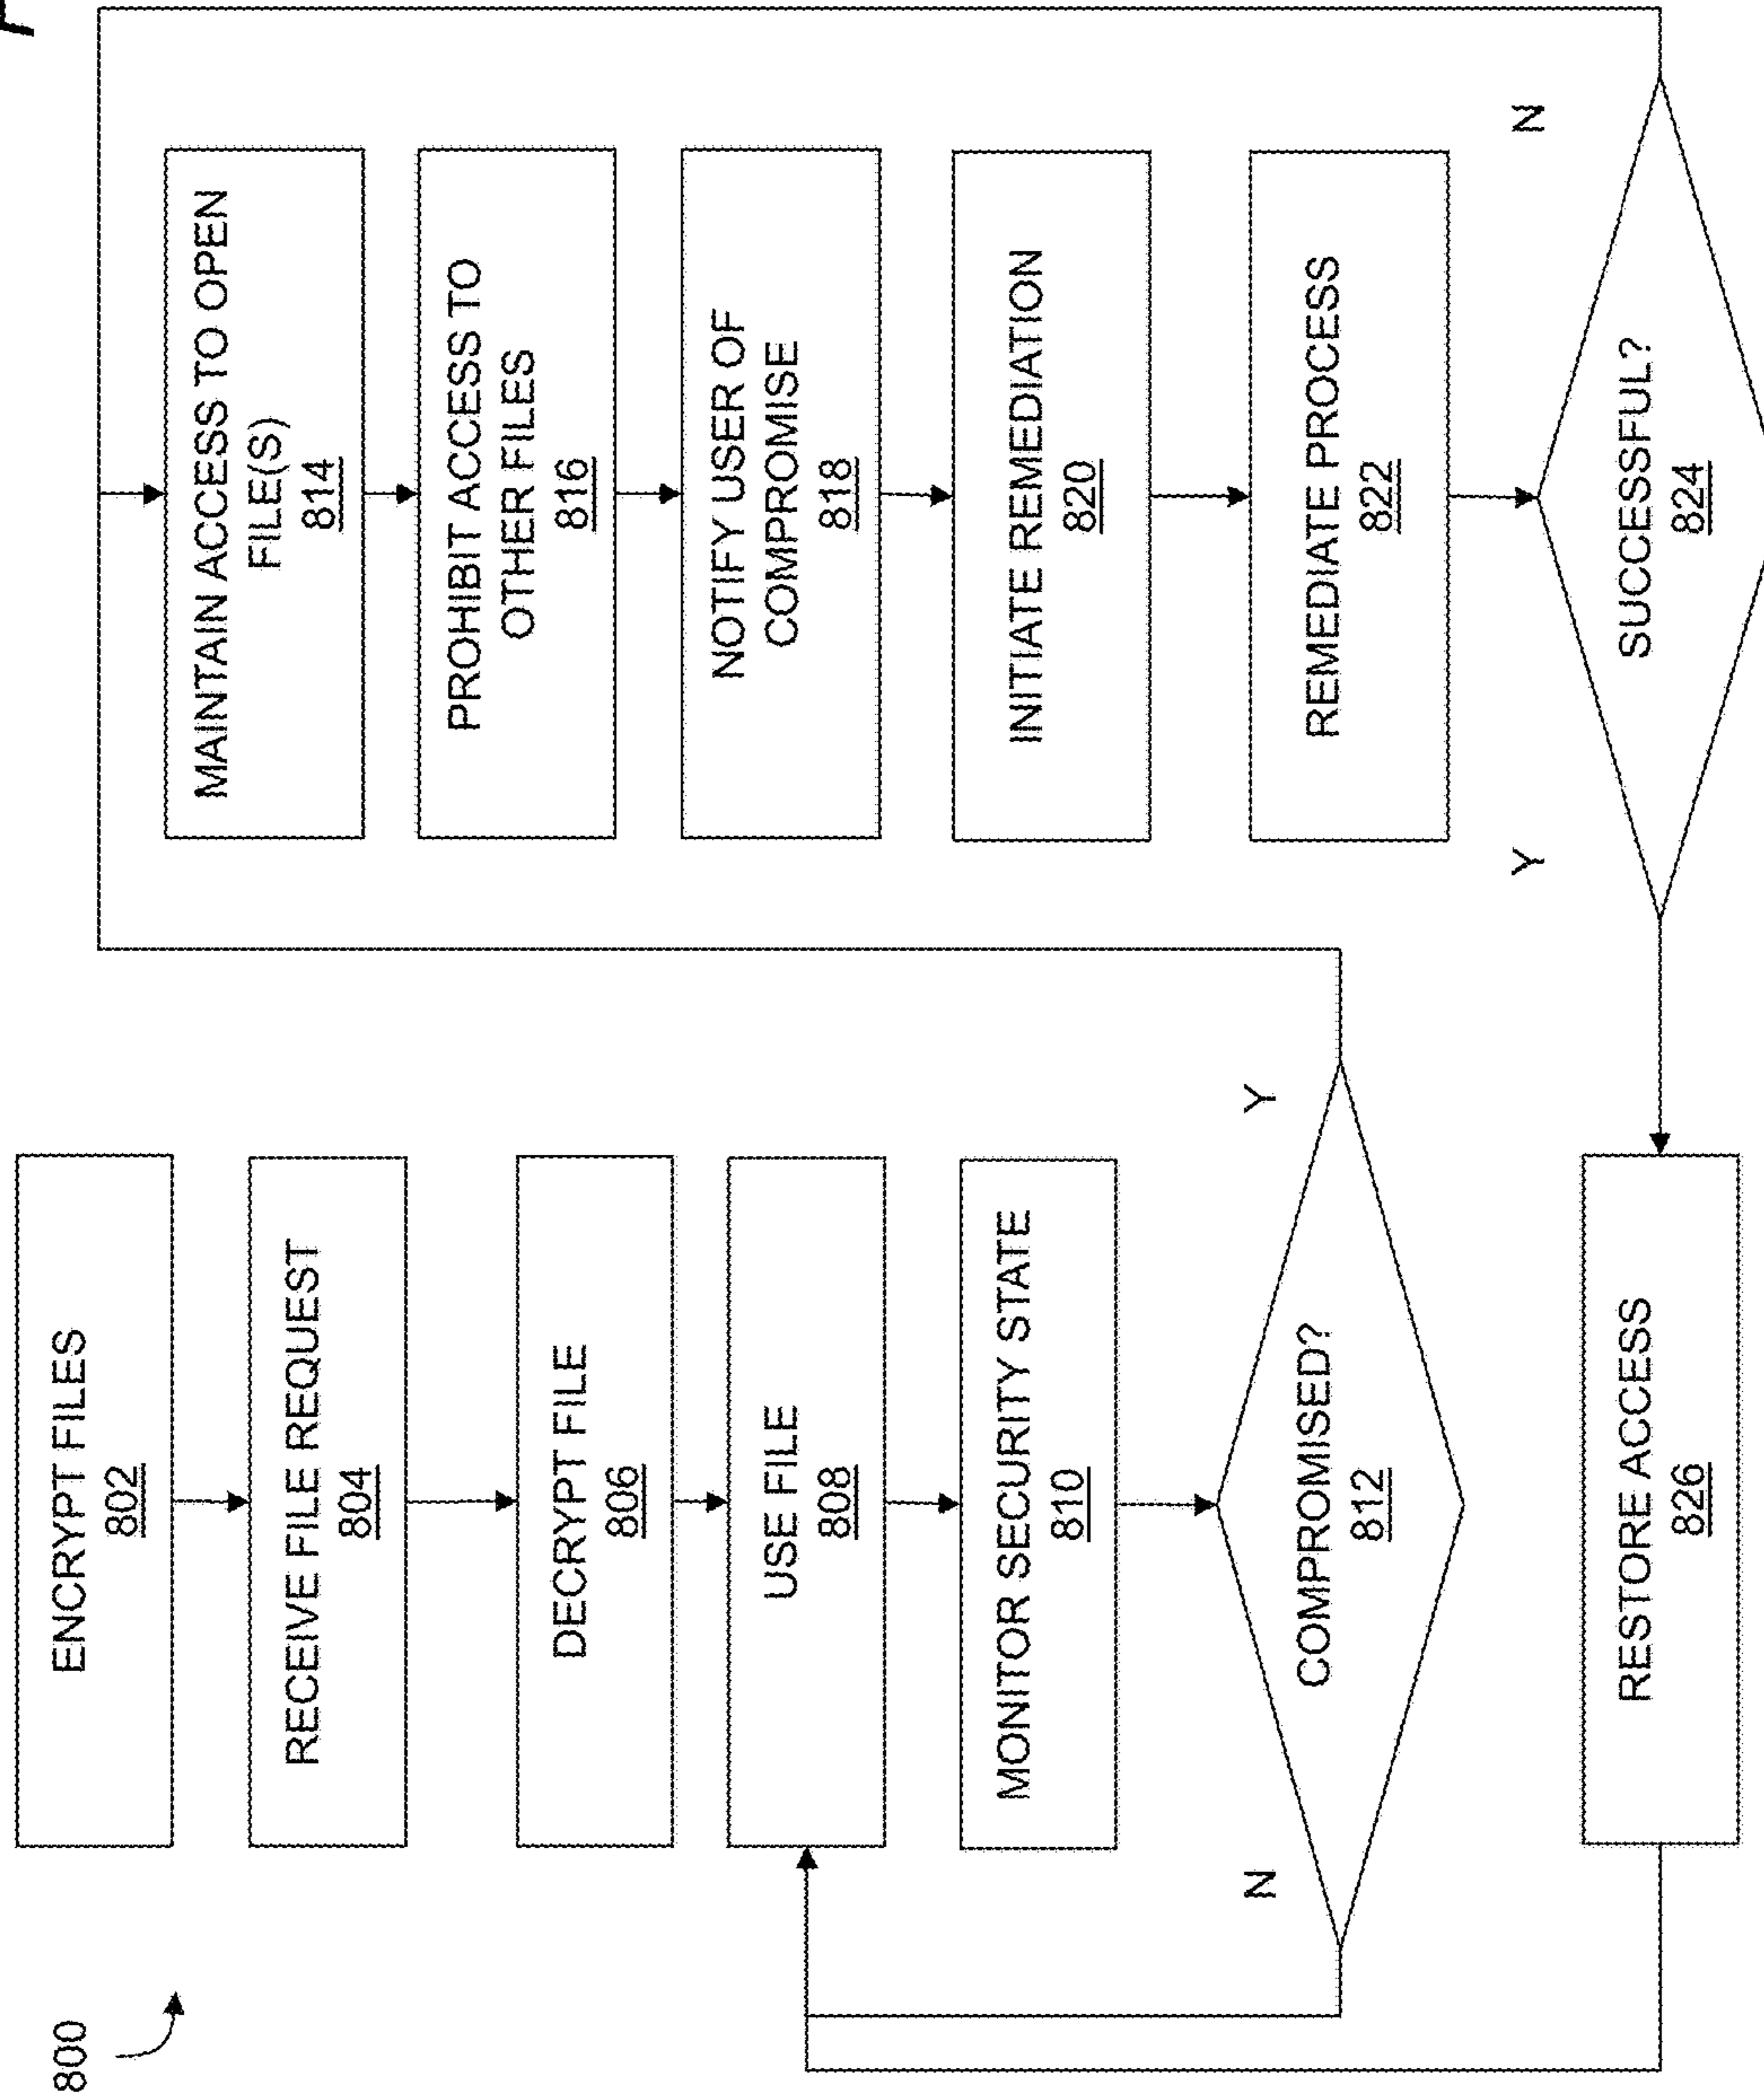 800
ENCRYPT FILES
802
RECEIVE FILE REQUEST
804
DECRYPT FILE
806
USE FILE
808
MONITOR SECURITY STATE
810
N
Y
COMPROMISED?
812
MAINTAIN ACCESS TO OPEN
FILE(S)
814
PROHIBIT ACCESS TO
OTHER FILES
816
NOTIFY USER OF
COMPROMISE
818
INITIATE REMEDIATION
820
REMEDIATE PROCESS
822
Y
N
SUCCESSFUL?
824
RESTORE ACCESS
826